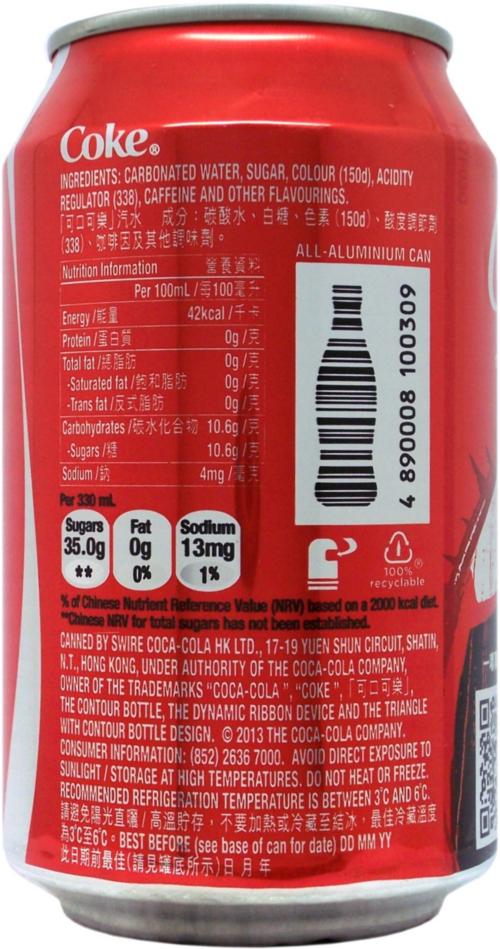 Coke®
INGREDIENTS: CARBONATED WATER, SUGAR, COLOUR (150d), ACIDITY
REGULATOR (338), CAFFEINE AND OTHER FLAVOURINGS.
「可口可樂」汽水 成分：碳酸水、白糖、色素（150d）、酸度調節劑
（338）、咖啡因及其他調味劑。
ALL-ALUMINIUM CAN
Nutrition Information 營養資料
Per 100mL /每100毫升
Energy /能量 42kcal /千卡
Protein /蛋白質 0g /克
Total fat /總脂肪 0g /克
-Saturated fat /飽和脂肪 0g /克
-Trans fat /反式脂肪 0g /克
Carbohydrates /碳水化合物 10.6g /克
-Sugars /糖 10.6g /克
Sodium /鈉 4mg /毫克
4 890008 100309
Per 330 mL
Sugars Fat Sodium
35.0g 0g 13mg
** 0% 1%
100%®
recyclable
% of Chinese Nutrient Reference Value (NRV) based on a 2000 kcal diet.
**Chinese NRV for total sugars has not been established.
CANNED BY SWIRE COCA-COLA HK LTD., 17-19 YUEN SHUN CIRCUIT, SHATIN,
N.T., HONG KONG, UNDER AUTHORITY OF THE COCA-COLA COMPANY,
OWNER OF THE TRADEMARKS “COCA-COLA ”, “COKE ”, 「可口可樂」,
THE CONTOUR BOTTLE, THE DYNAMIC RIBBON DEVICE AND THE TRIANGLE
WITH CONTOUR BOTTLE DESIGN. © 2013 THE COCA-COLA COMPANY.
CONSUMER INFORMATION: (852) 2636 7000. AVOID DIRECT EXPOSURE TO
SUNLIGHT / STORAGE AT HIGH TEMPERATURES. DO NOT HEAT OR FREEZE.
RECOMMENDED REFRIGERATION TEMPERATURE IS BETWEEN 3℃ AND 6℃.
請避免陽光直曬 / 高溫貯存，不要加熱或冷藏至結冰，最佳冷藏溫度
為3℃至6℃。BEST BEFORE (see base of can for date) DD MM YY
此日期前最佳(請見罐底所示)日 月 年